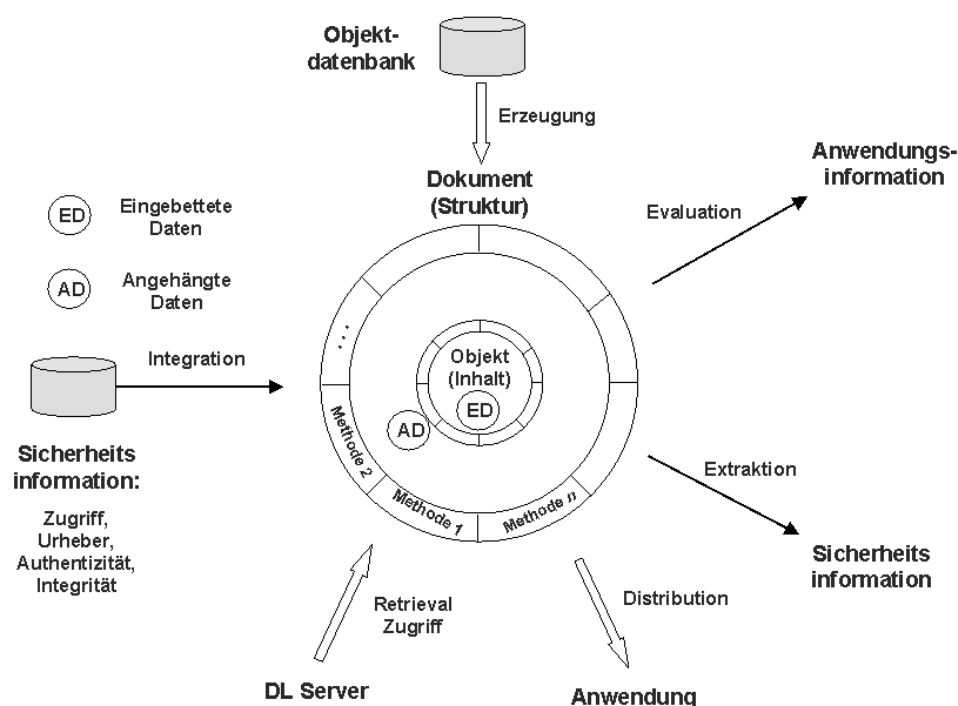 Objekt-
datenbank
Erzeugung
Dokument
(Struktur)
Anwendungs-
information
Evaluation
ED
Eingebettete
Daten
AD
Angehängte
Daten
Integration
Sicherheits
information:
Zugriff,
Urheber,
Authentizität,
Integrität
...
Methode 2
Methode 1
Methode n
Objekt
(Inhalt)
ED
AD
Extraktion
Sicherheits
information
Retrieval
Zugriff
Distribution
DL Server
Anwendung